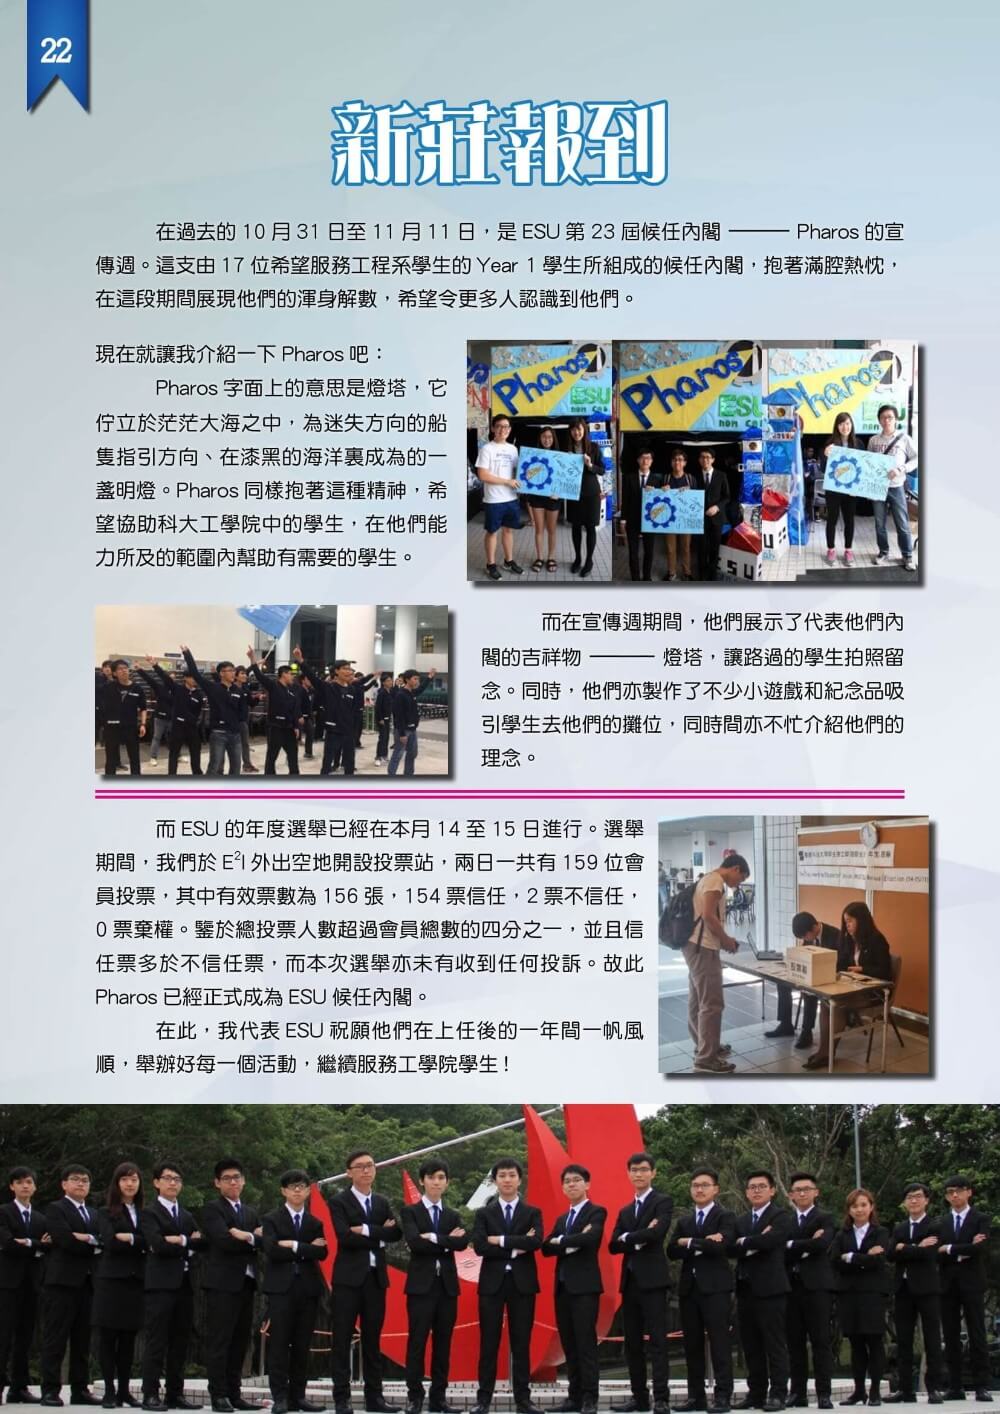 22
新莊報到
在過去的 10 月 31 日至 11 月 11 日，是 ESU 第 23 屆候任內閣 ——— Pharos 的宣
傳週。這支由 17 位希望服務工程系學生的 Year 1 學生所組成的候任內閣，抱著滿腔熱忱，
在這段期間展現他們的渾身解數，希望令更多人認識到他們。
現在就讓我介紹一下 Pharos 吧：
Pharos 字面上的意思是燈塔，它
佇立於茫茫大海之中，為迷失方向的船
隻指引方向、在漆黑的海洋裏成為的一
盞明燈。Pharos 同樣抱著這種精神，希
望協助科大工學院中的學生，在他們能
力所及的範圍內幫助有需要的學生。
Pharos
ESU
NOM CAB
Pharos
ESU
NOM CAB
Pharos
ESU
ESU
而在宣傳週期間，他們展示了代表他們內
閣的吉祥物 ——— 燈塔，讓路過的學生拍照留
念。同時，他們亦製作了不少小遊戲和紀念品吸
引學生去他們的攤位，同時間亦不忙介紹他們的
理念。
而 ESU 的年度選舉已經在本月 14 至 15 日進行。選舉
期間，我們於 E²I 外出空地開設投票站，兩日一共有 159 位會
員投票，其中有效票數為 156 張，154 票信任，2 票不信任，
0 票棄權。鑒於總投票人數超過會員總數的四分之一，並且信
任票多於不信任票，而本次選舉亦未有收到任何投訴。故此
Pharos 已經正式成為 ESU 候任內閣。
在此，我代表 ESU 祝願他們在上任後的一年間一帆風
順，舉辦好每一個活動，繼續服務工學院學生！
投票箱